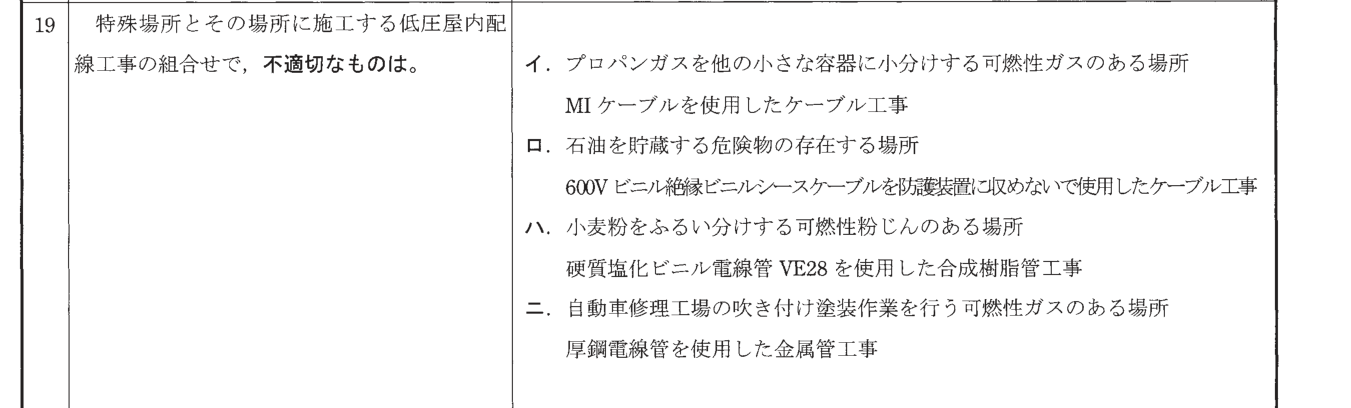 19
特殊場所とその場所に施工する低圧屋内配
線工事の組合せで，不適切なものは。
イ．プロパンガスを他の小さな容器に小分けする可燃性ガスのある場所
MI ケーブルを使用したケーブル工事
ロ．石油を貯蔵する危険物の存在する場所
600V ビニル絶縁ビニルシースケーブルを防護装置に収めないで使用したケーブル工事
ハ．小麦粉をふるい分けする可燃性粉じんのある場所
硬質塩化ビニル電線管 VE28 を使用した合成樹脂管工事
ニ．自動車修理工場の吹き付け塗装作業を行う可燃性ガスのある場所
厚鋼電線管を使用した金属管工事